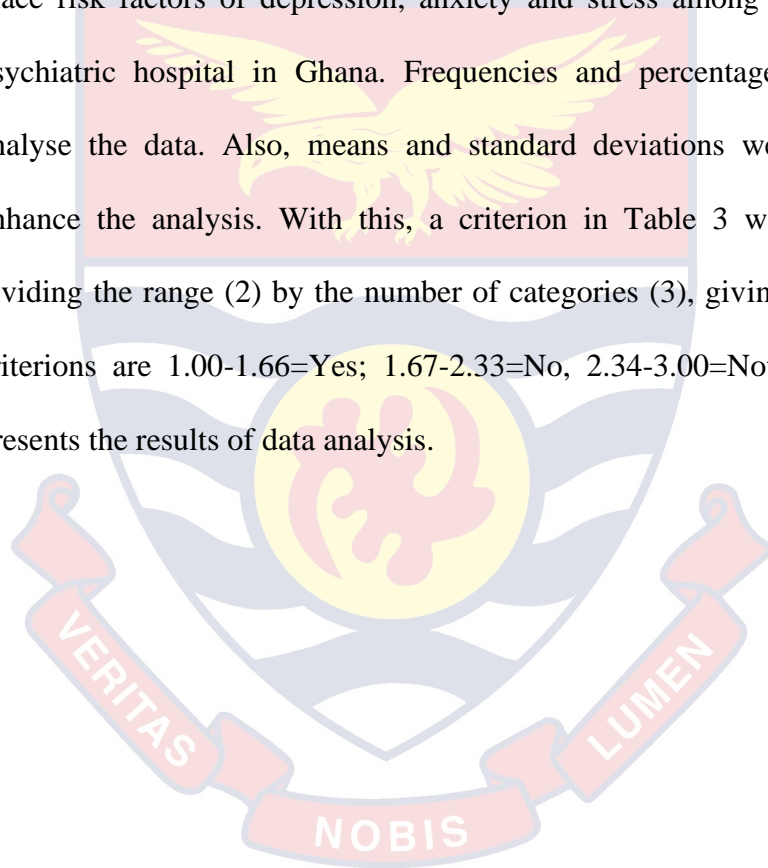 risk factors of depression, anxiety and stress among
sychiatric hospital in Ghana. Frequencies and percentage
nalyse the data. Also, means and standard deviations we
nhance the analysis. With this, a criterion in Table 3 w
viding the range (2) by the number of categories (3), givin
riterions are 1.00-1.66=Yes; 1.67-2.33=No, 2.34-3.00=No
resents the results of data analysis.
VERITAS
NOBIS
LUMEN